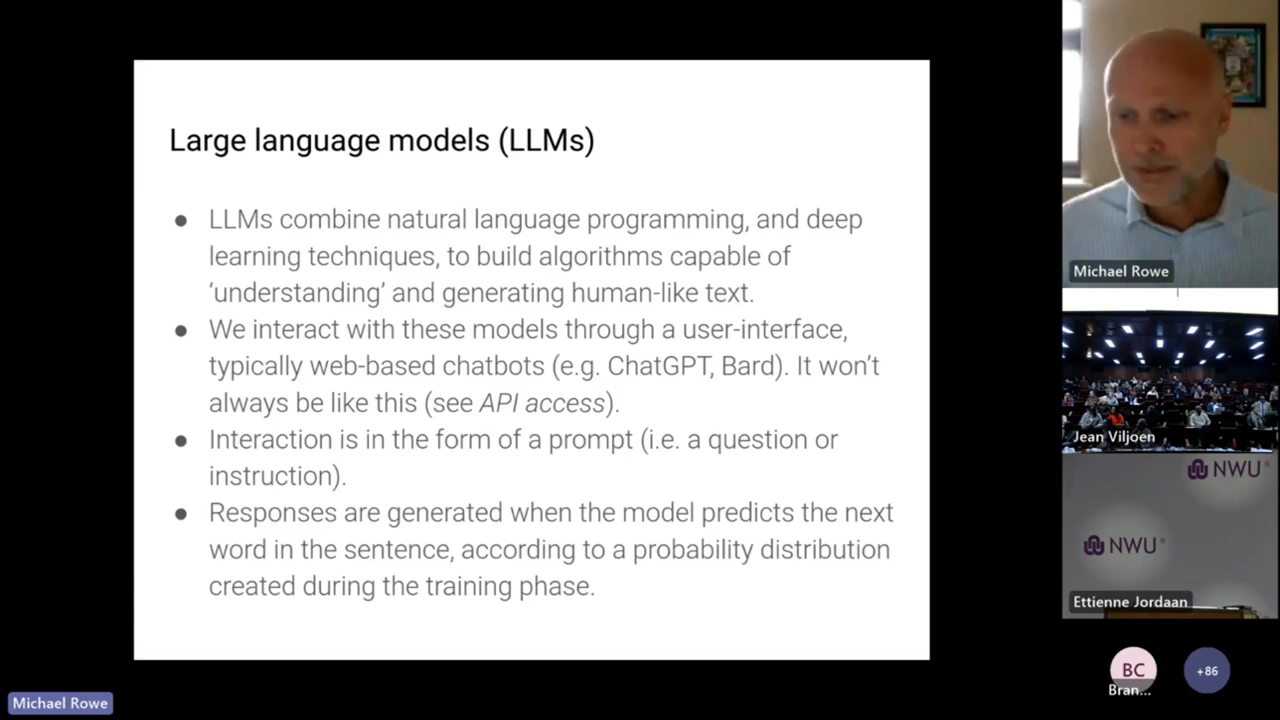 Large language models (LLMs)
● LLMs combine natural language programming, and deep
learning techniques, to build algorithms capable of
‘understanding’ and generating human-like text.
● We interact with these models through a user-interface,
typically web-based chatbots (e.g. ChatGPT, Bard). It won’t
always be like this (see API access).
● Interaction is in the form of a prompt (i.e. a question or
instruction).
● Responses are generated when the model predicts the next
word in the sentence, according to a probability distribution
created during the training phase.
Michael Rowe
Jean Viljoen
NWU®
NWU®
Ettienne Jordaan
BC
Bran...
+86
Michael Rowe